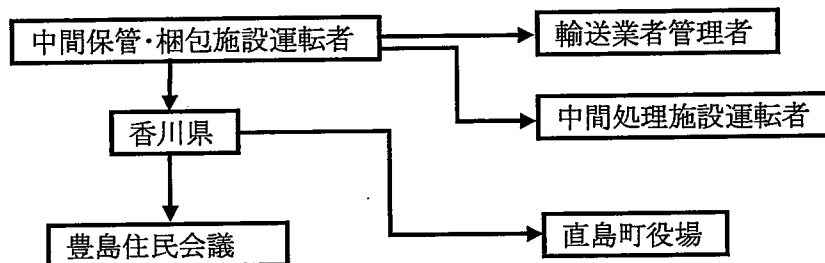 中間保管・梱包施設運転者
輸送業者管理者
中間処理施設運転者
香川県
豊島住民会議
直島町役場